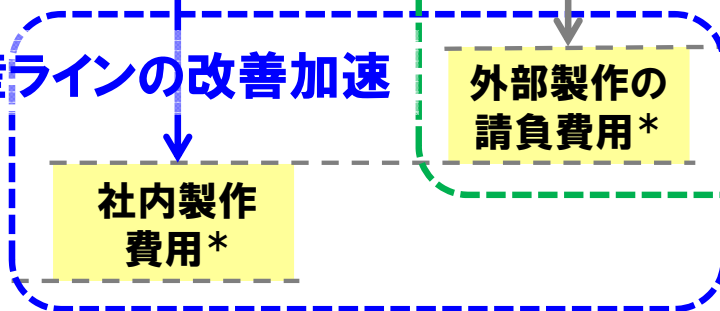 ラインの改善加速
外部製作の
請負費用*
社内製作
費用*